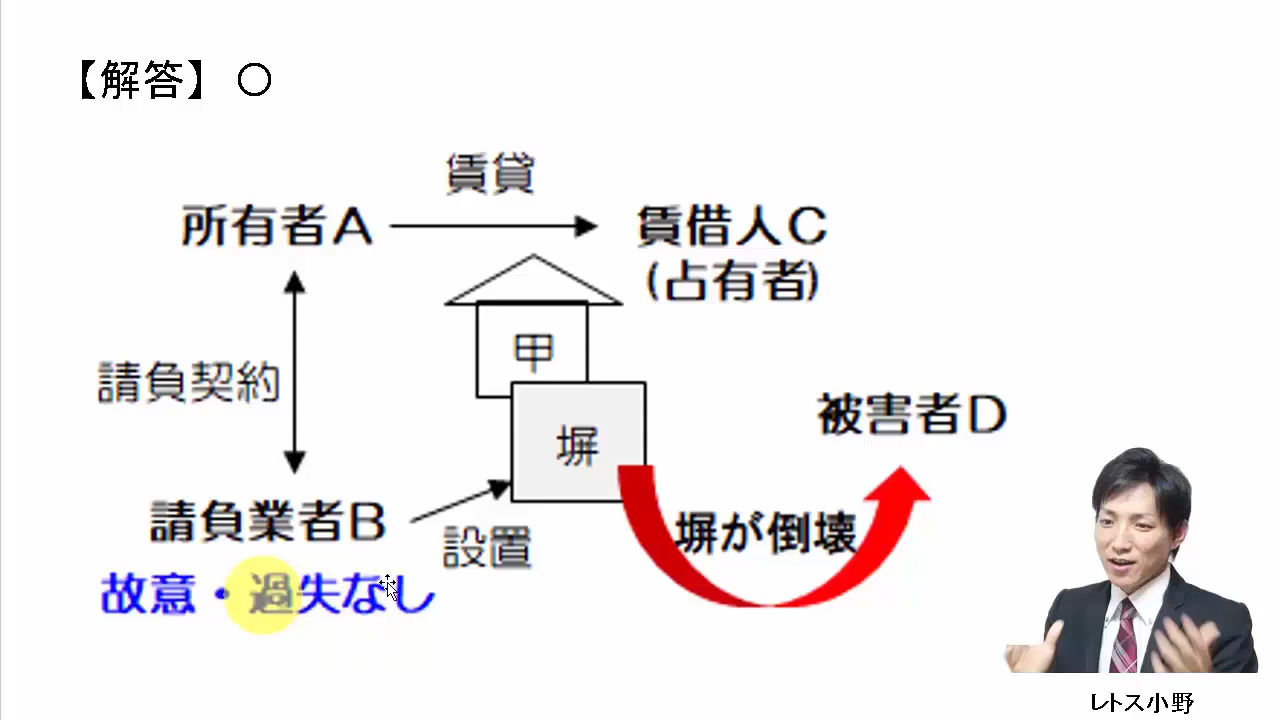 【解答】 ○
賃貸
所有者A
賃借人C
(占有者)
甲
請負契約
塀
被害者D
請負業者B
設置
塀が倒壊
故意・過失なし
レトス小野